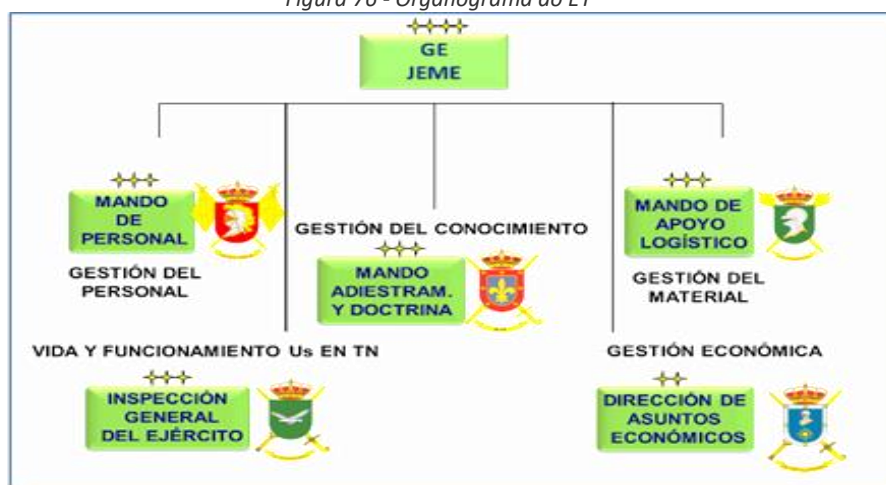 Figura 76 - Organograma do ET
GE
JEME
MANDO
DE
PERSONAL
GESTIÓN DEL
PERSONAL
GESTIÓN DEL CONOCIMIENTO
MANDO
ADIESTRAM.
Y DOCTRINA
MANDO DE
APOYO
LOGÍSTICO
GESTIÓN DEL
MATERIAL
VIDA Y FUNCIONAMIENTO Us EN TN
INSPECCIÓN
GENERAL
DEL EJÉRCITO
GESTIÓN ECONÓMICA
DIRECCIÓN DE
ASUNTOS
ECONÓMICOS